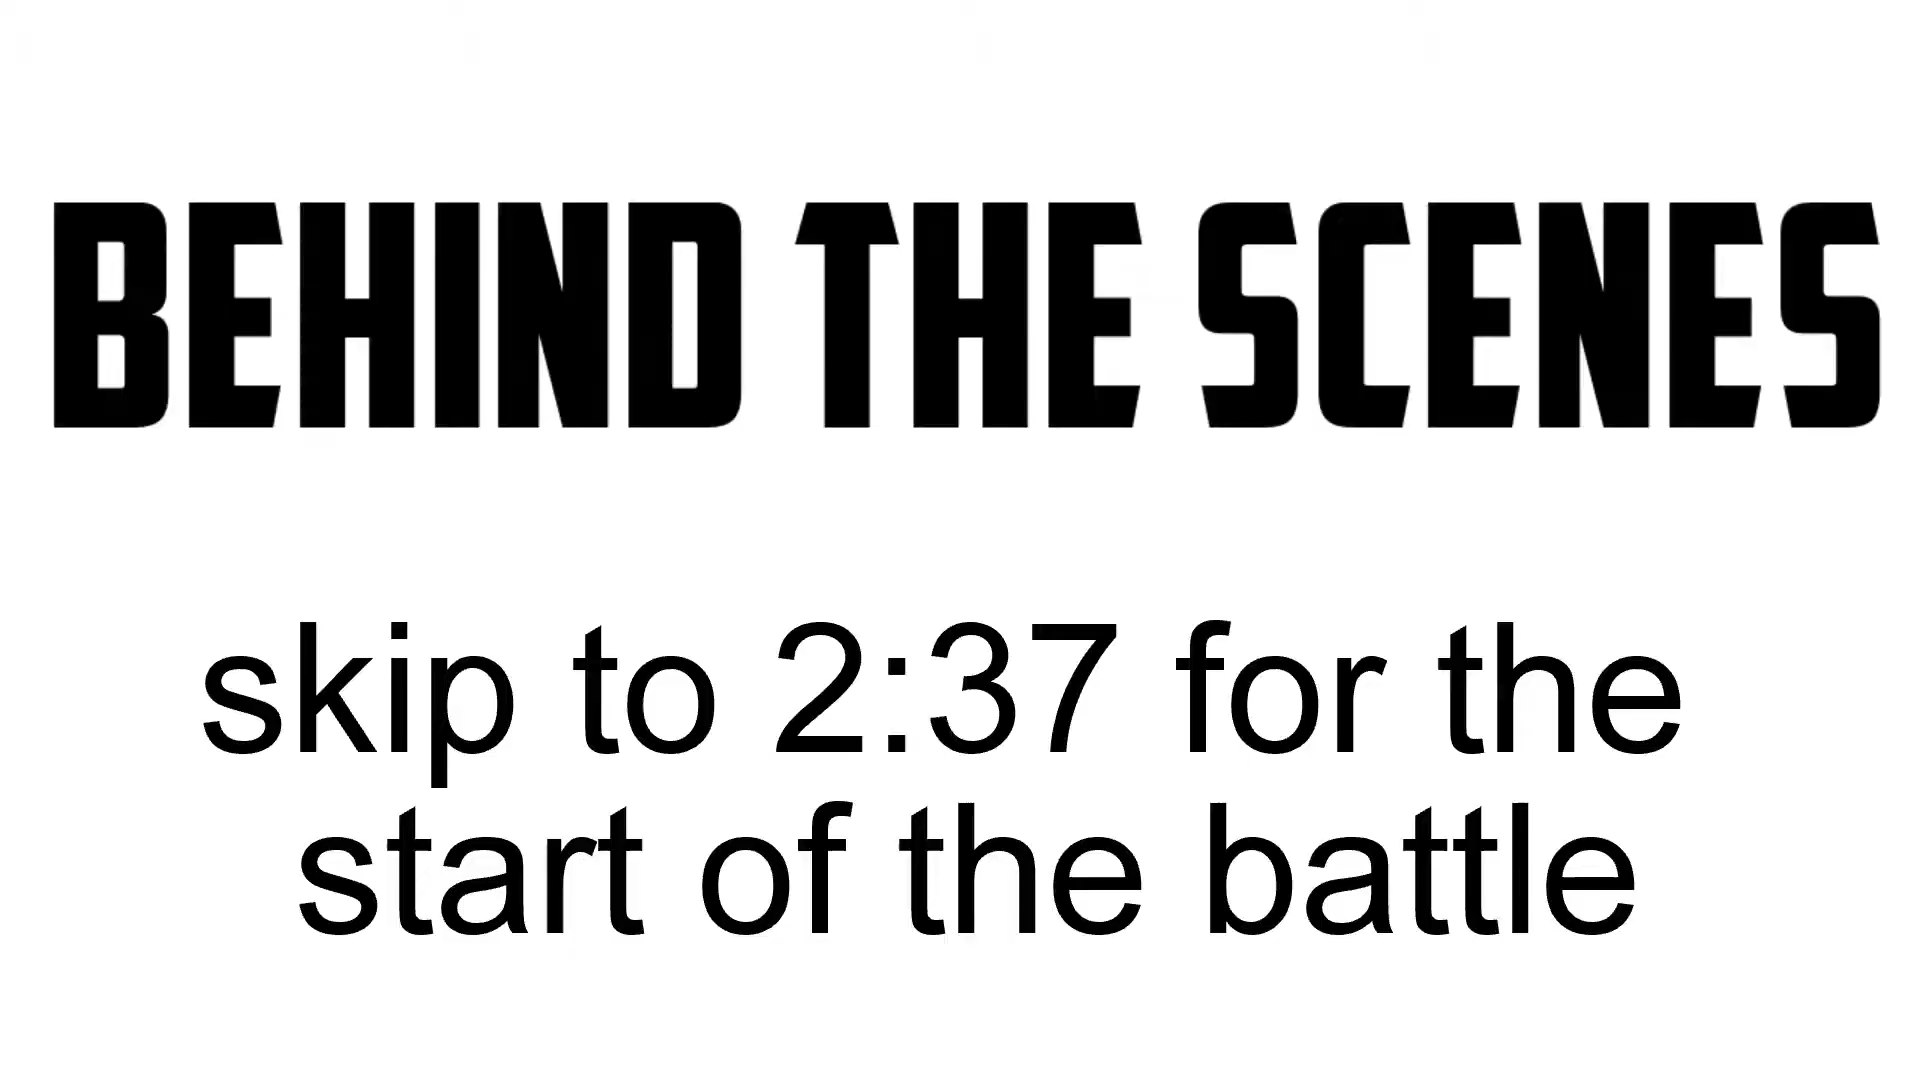 BEHIND THE SCENES
skip to 2:37 for the
start of the battle